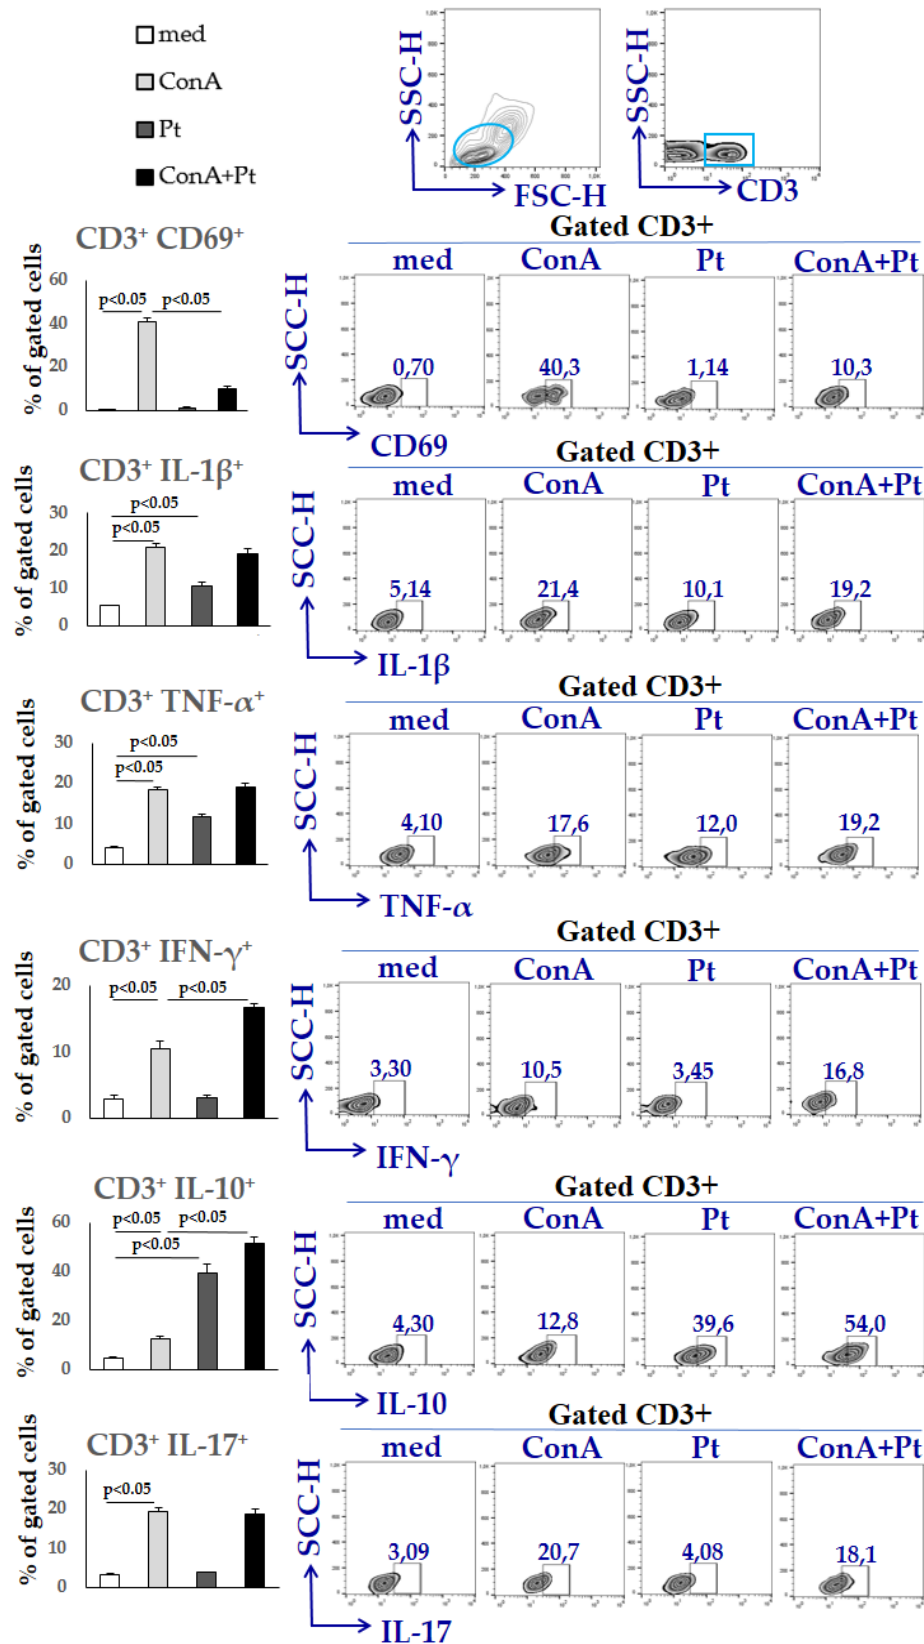 med
ConA
Pt
ConA+Pt
SSC-H
FSC-H
SSC-H
CD3
CD3⁺ CD69⁺
% of gated cells
60
40
20
0
p<0.05
p<0.05
Gated CD3+
med ConA Pt ConA+Pt
SCC-H
0,70 40,3 1,14 10,3
CD69
CD3⁺ IL-1β⁺
% of gated cells
30
20
10
0
p<0.05
p<0.05
Gated CD3+
med ConA Pt ConA+Pt
SCC-H
5,14 21,4 10,1 19,2
IL-1β
CD3⁺ TNF-α⁺
% of gated cells
30
20
10
0
p<0.05
p<0.05
Gated CD3+
med ConA Pt ConA+Pt
SCC-H
4,10 17,6 12,0 19,2
TNF-α
CD3⁺ IFN-γ⁺
% of gated cells
20
10
0
p<0.05 p<0.05
Gated CD3+
med ConA Pt ConA+Pt
SCC-H
3,30 10,5 3,45 16,8
IFN-γ
CD3⁺ IL-10⁺
% of gated cells
60
40
20
0
p<0.05 p<0.05
p<0.05
Gated CD3+
med ConA Pt ConA+Pt
SCC-H
4,30 12,8 39,6 54,0
IL-10
CD3⁺ IL-17⁺
% of gated cells
30
20
10
0
p<0.05
Gated CD3+
med ConA Pt ConA+Pt
SCC-H
3,09 20,7 4,08 18,1
IL-17